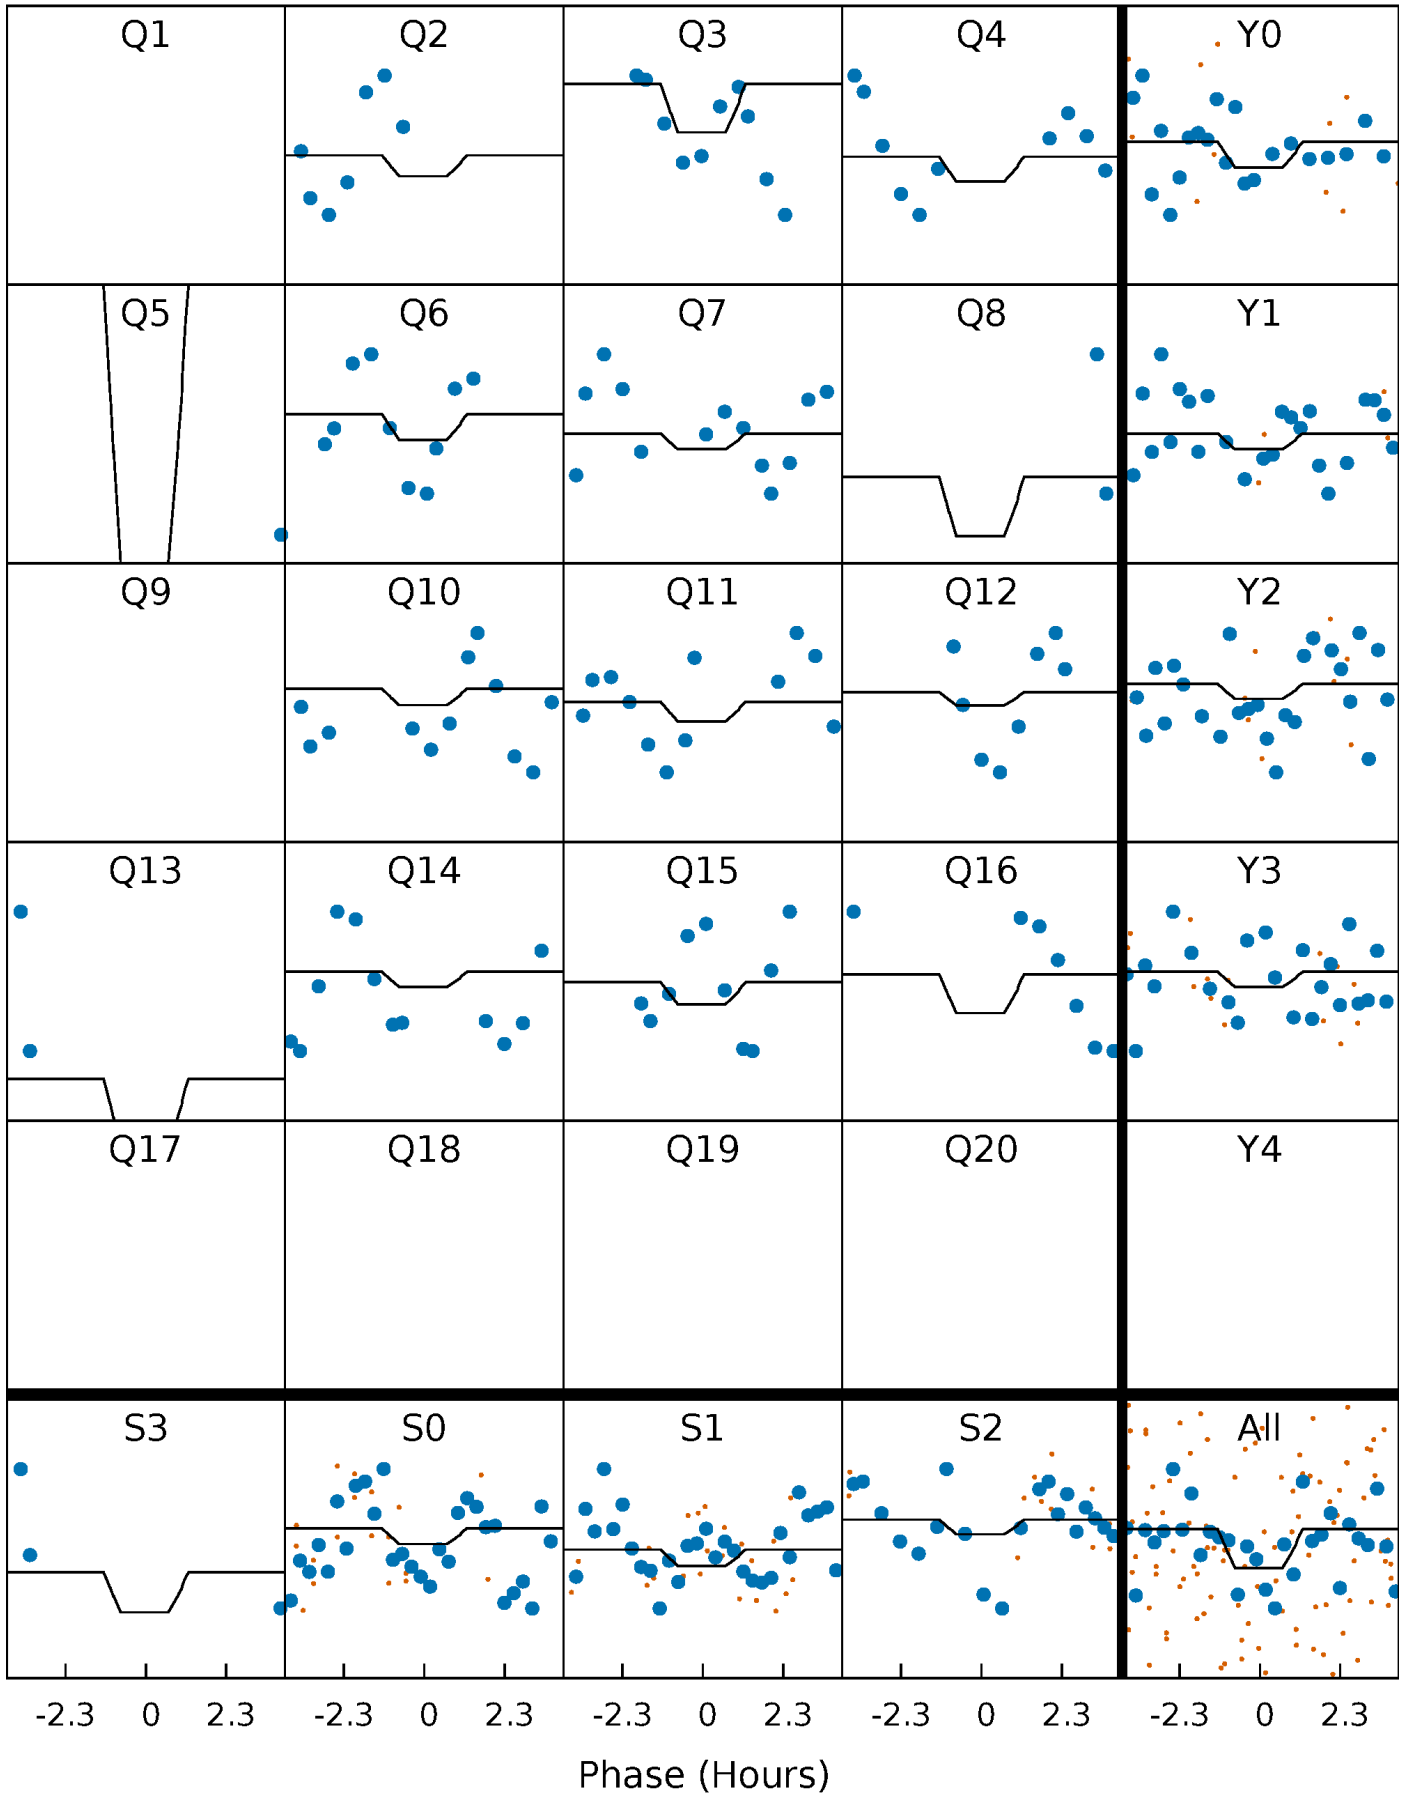 Q1 Q2 Q3 Q4 Y0
Q5 Q6 Q7 Q8 Y1
Q9 Q10 Q11 Q12 Y2
Q13 Q14 Q15 Q16 Y3
Q17 Q18 Q19 Q20 Y4
S3 S0 S1 S2 All
-2.3 0 2.3 -2.3 0 2.3 -2.3 0 2.3 -2.3 0 2.3 -2.3 0 2.3
Phase (Hours)